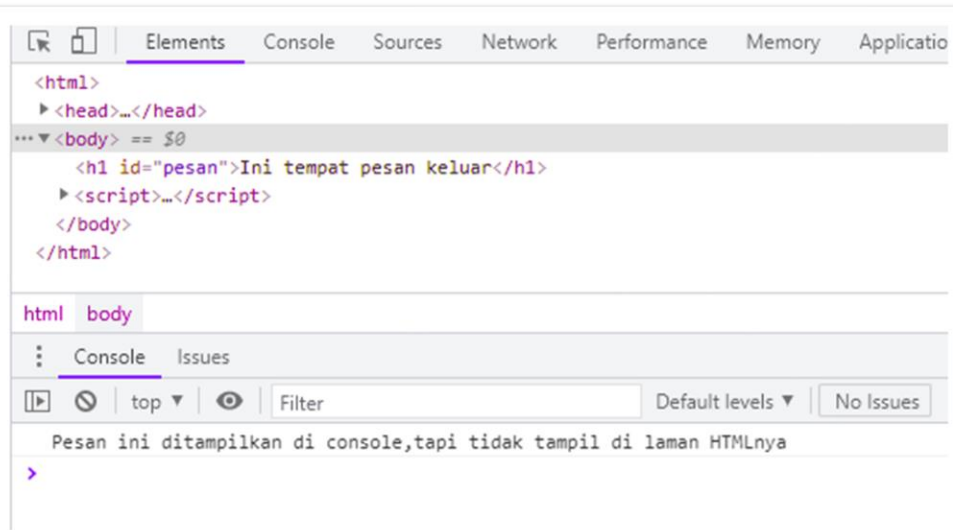 Elements Console Sources Network Performance Memory Applicatio
<html>
<head>…</head>
<body> == $0
<h1 id="pesan">Ini tempat pesan keluar</h1>
<script>…</script>
</body>
</html>
html body
Console Issues
top Filter Default levels No Issues
Pesan ini ditampilkan di console,tapi tidak tampil di laman HTMLnya